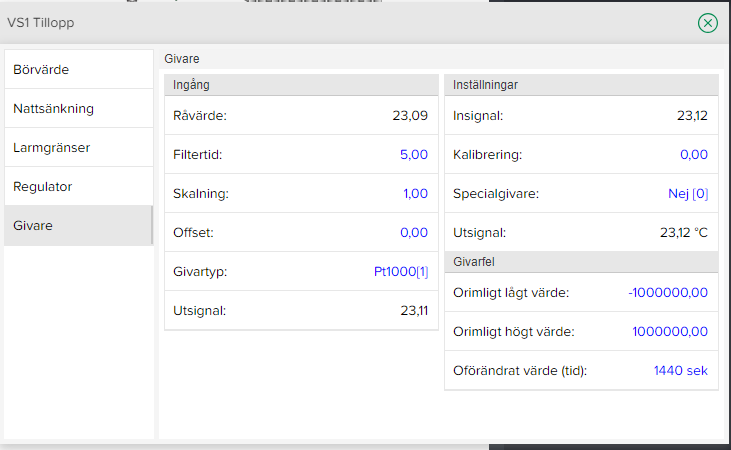 VS1 Tillopp
Börvärde
Nattsänkning
Larmgränser
Regulator
Givare
Givare
Ingång
Råvärde: 23,09
Filtertid: 5,00
Skalning: 1,00
Offset: 0,00
Givartyp: Pt1000[1]
Utsignal: 23,11
Inställningar
Insignal: 23,12
Kalibrering: 0,00
Specialgivare: Nej [0]
Utsignal: 23,12 °C
Givarfel
Orimligt lågt värde: -1000000,00
Orimligt högt värde: 1000000,00
Oförändrat värde (tid): 1440 sek